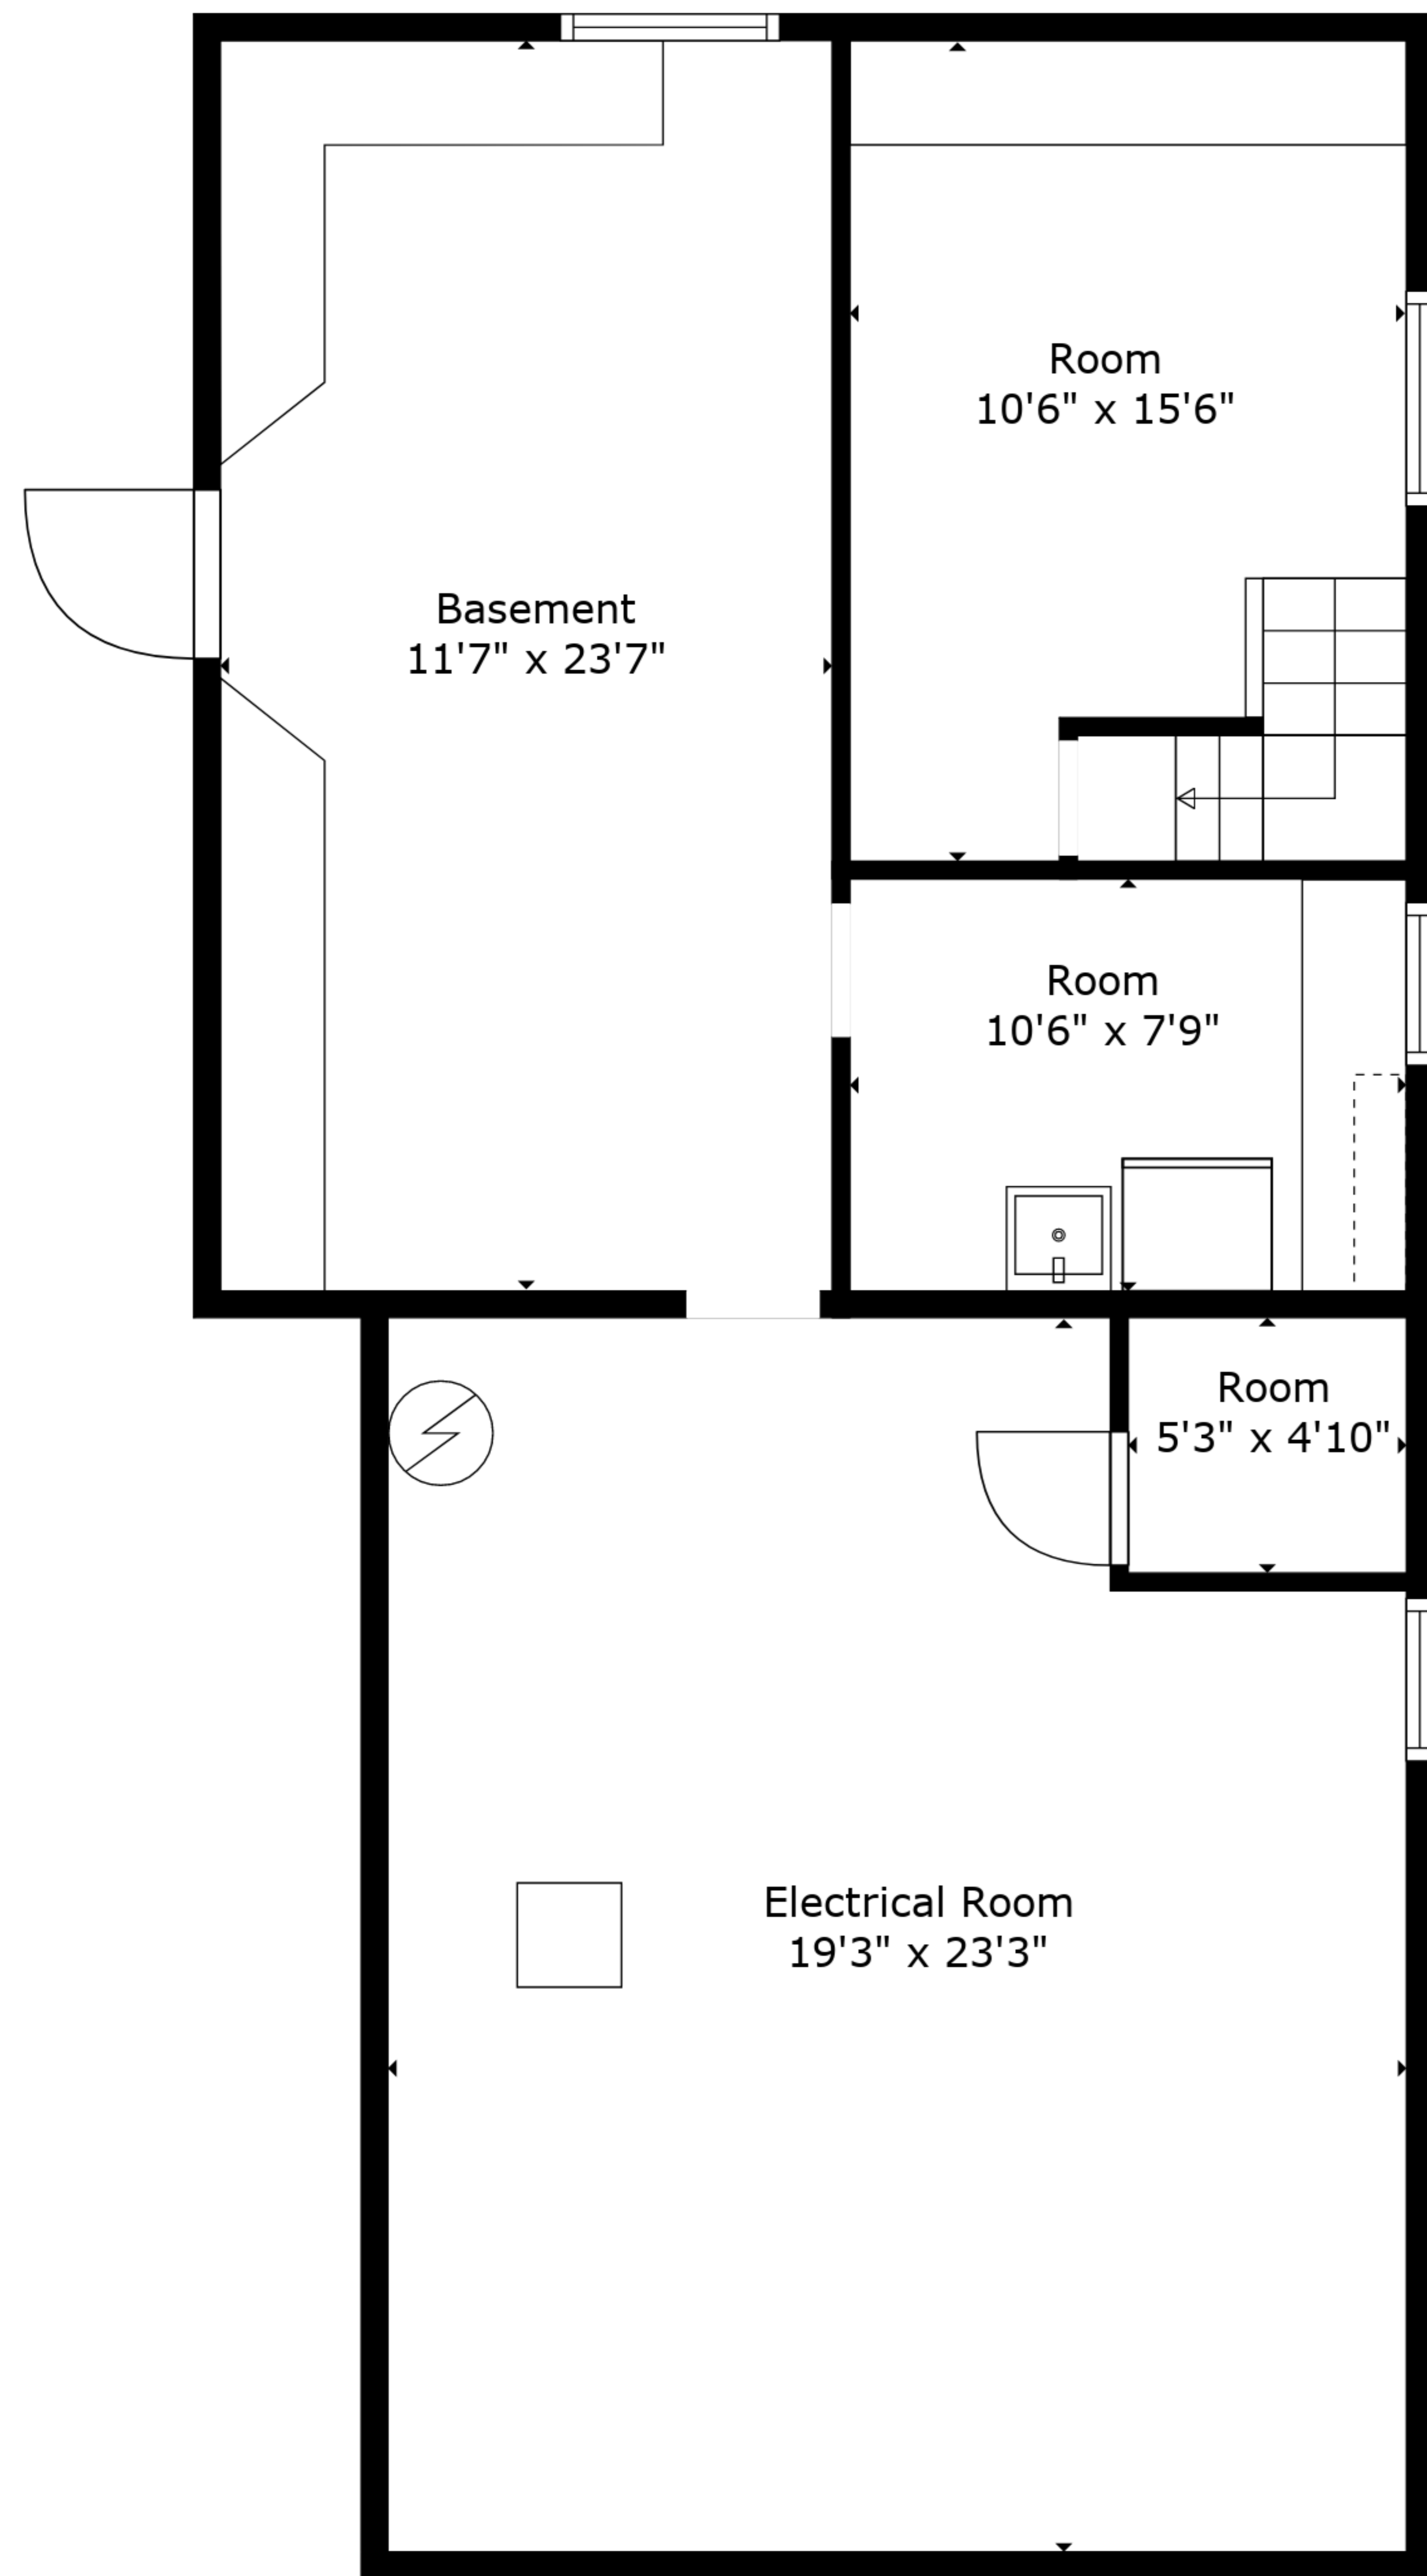 Room
10'6" x 15'6"
Basement
11'7" x 23'7"
Room
10'6" x 7'9"
Room
5'3" x 4'10"
Electrical Room
19'3" x 23'3"